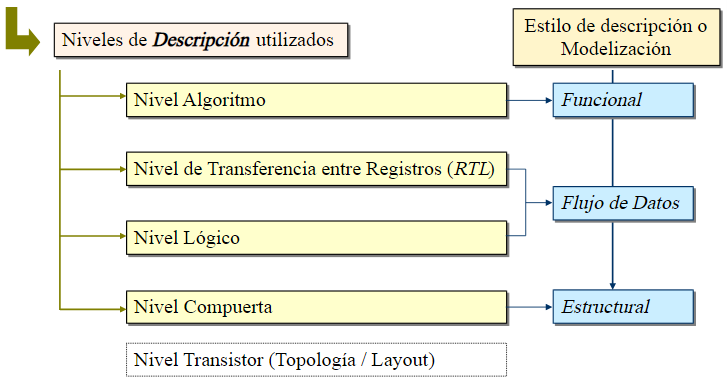 Niveles de Descripción utilizados
Estilo de descripción o
Modelización
Nivel Algoritmo
Funcional
Nivel de Transferencia entre Registros (RTL)
Flujo de Datos
Nivel Lógico
Nivel Compuerta
Estructural
Nivel Transistor (Topología / Layout)